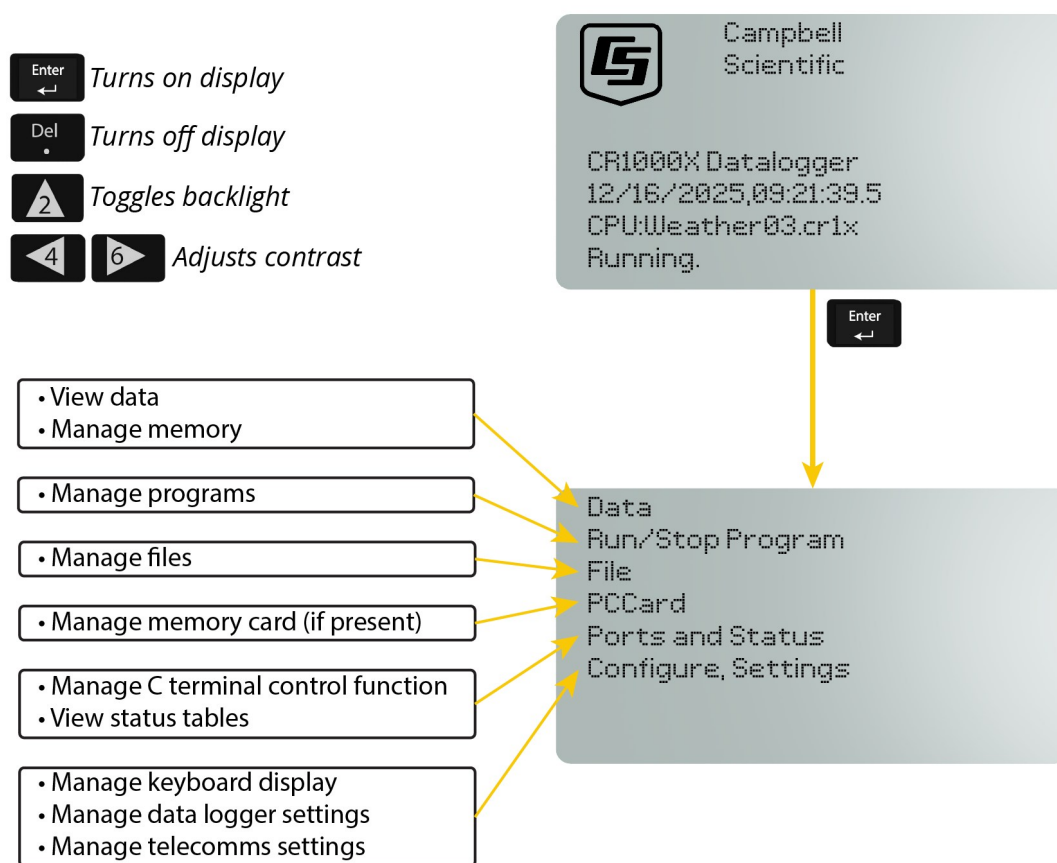 Enter
Turns on display
Del
.
Turns off display
2
Toggles backlight
4 6
Adjusts contrast
CS
Campbell
Scientific
CR1000X Datalogger
12/16/2025,09:21:39.5
CPU:Weather03.cr1x
Running.
Enter
• View data
• Manage memory
• Manage programs
• Manage files
• Manage memory card (if present)
• Manage C terminal control function
• View status tables
• Manage keyboard display
• Manage data logger settings
• Manage telecomms settings
Data
Run/Stop Program
File
PCCard
Ports and Status
Configure, Settings